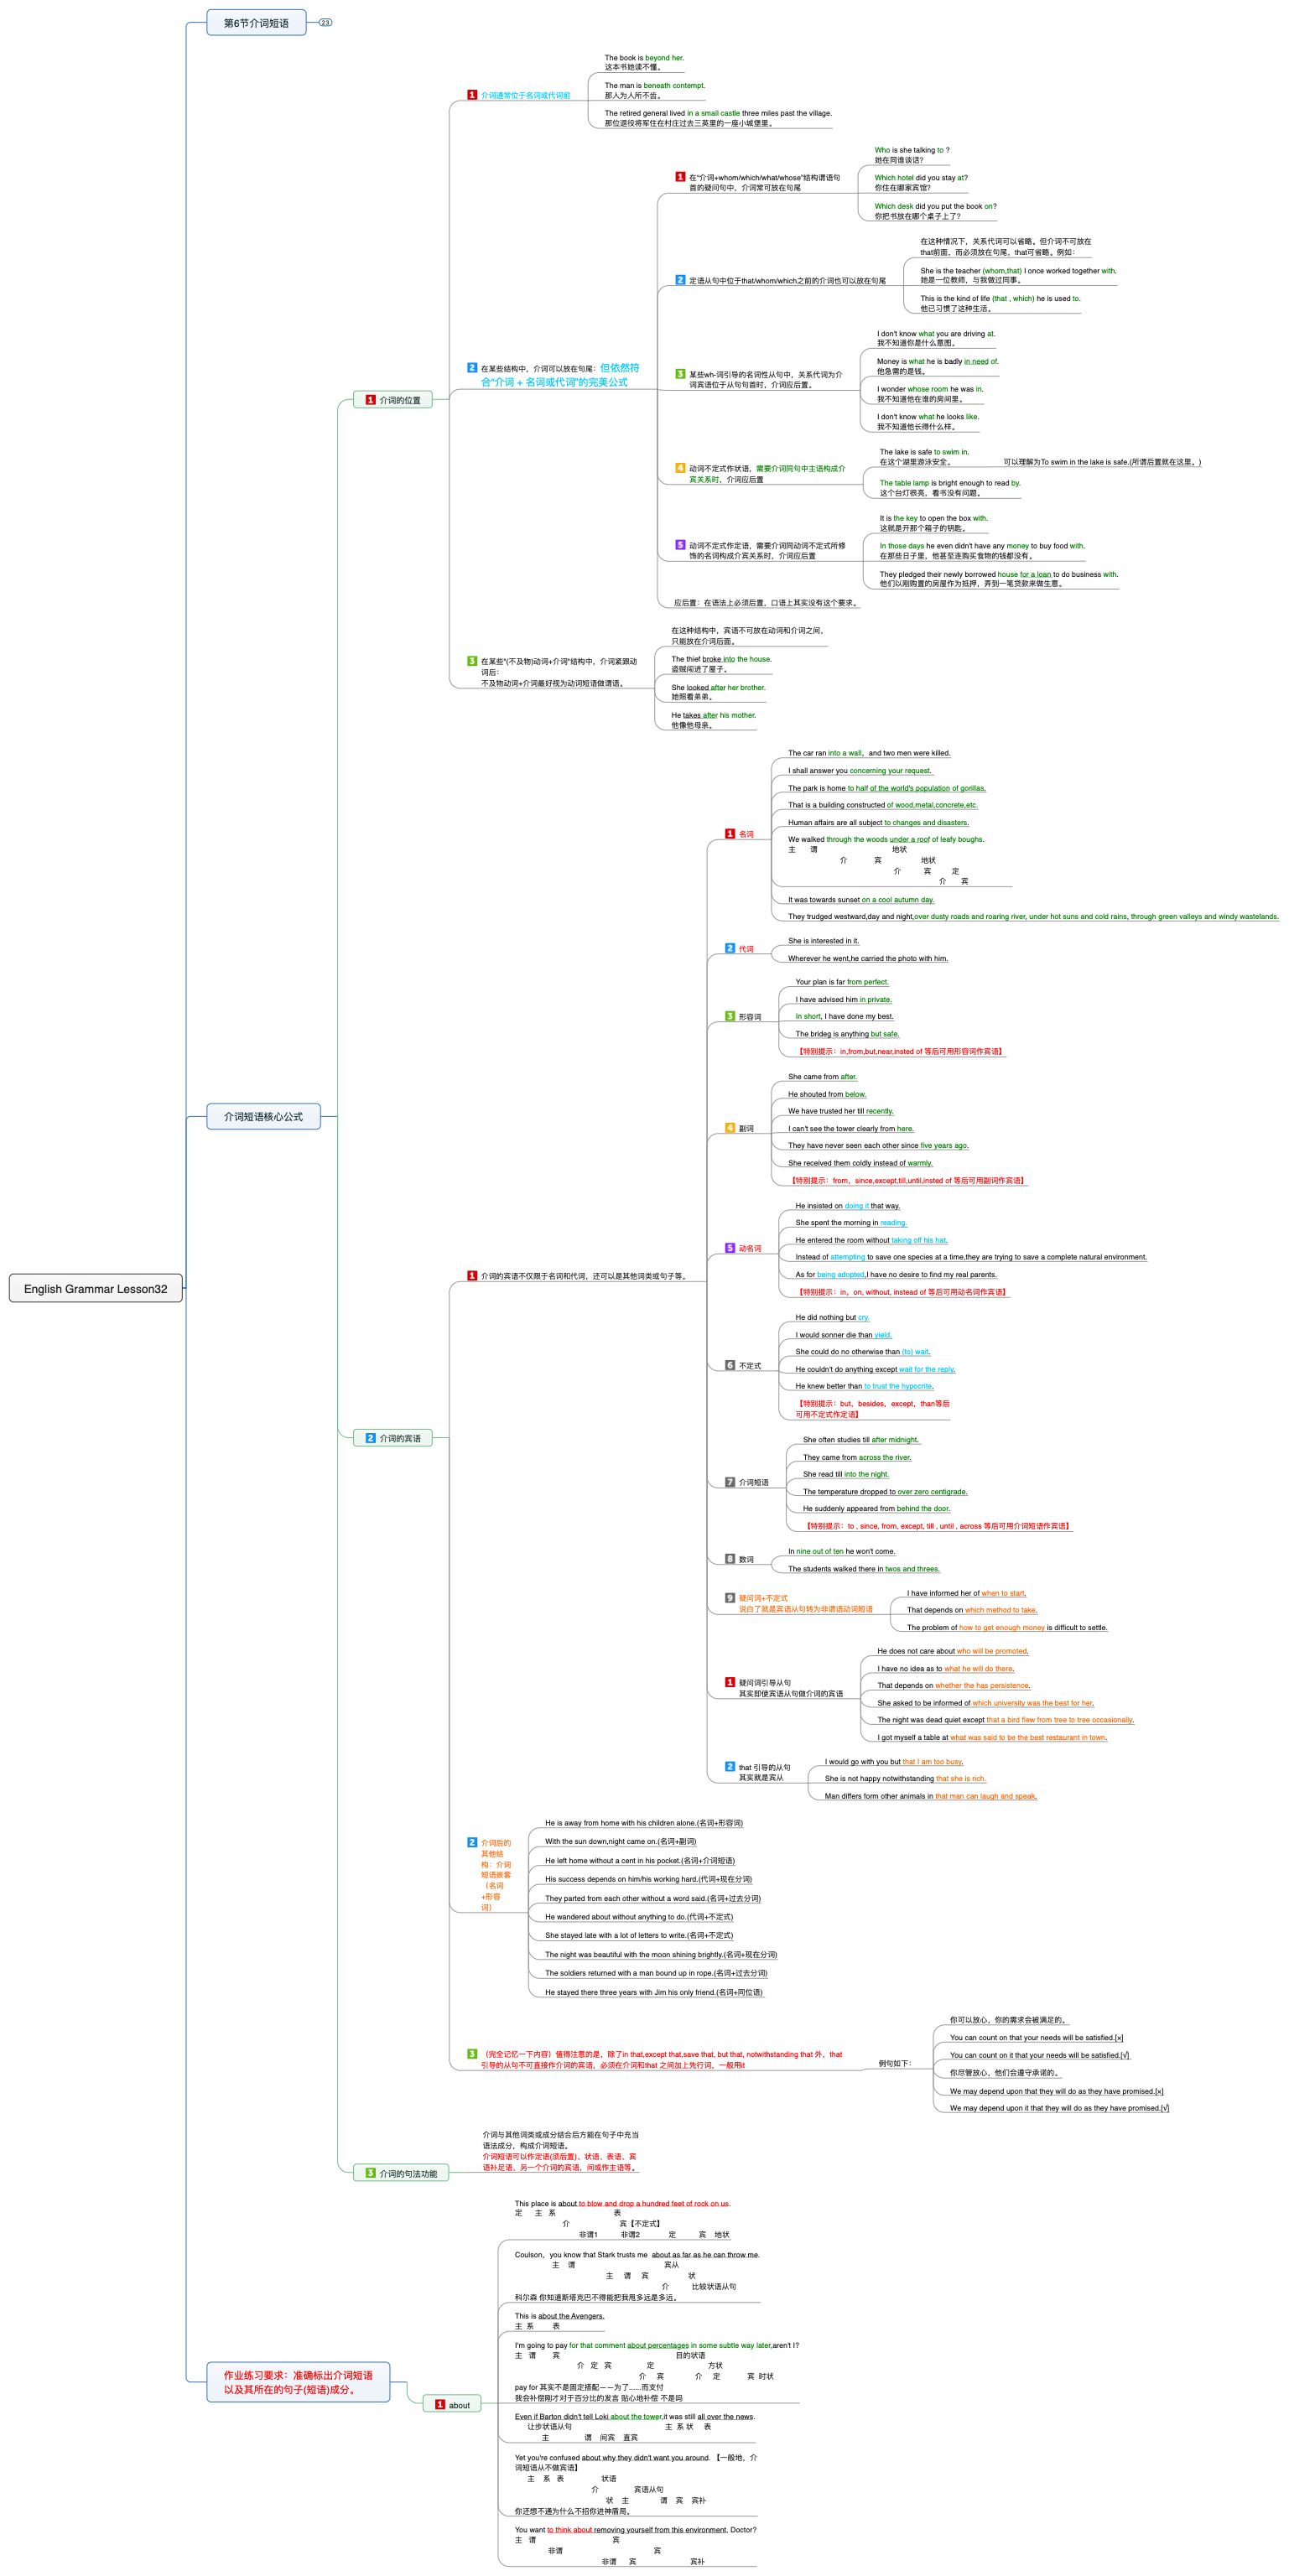 English Grammar Lesson32
第6节介词短语
23
介词短语核心公式
1 介词的位置
1 介词通常位于名词或代词前
The book is beyond her.
这本书她读不懂。
The man is beneath contempt.
那人为人所不齿。
The retired general lived in a small castle three miles past the village.
那位退役将军住在村庄过去三英里的一座小城堡里。
2 在某些结构中，介词可以放在句尾：但依然符
合"介词 + 名词或代词"的完美公式
1 在"介词+whom/which/what/whose"结构谓语句
首的疑问句中，介词常可放在句尾
Who is she talking to ?
她在同谁谈话?
Which hotel did you stay at?
你住在哪家宾馆?
Which desk did you put the book on?
你把书放在哪个桌子上了?
2 定语从句中位于that/whom/which之前的介词也可以放在句尾
在这种情况下，关系代词可以省略。但介词不可放在
that前面，而必须放在句尾，that可省略。例如：
She is the teacher (whom,that) I once worked together with.
她是一位教师，与我做过同事。
This is the kind of life (that , which) he is used to.
他已习惯了这种生活。
3 某些wh-词引导的名词性从句中，关系代词为介
词宾语位于从句句首时，介词应后置。
I don't know what you are driving at.
我不知道你是什么意图。
Money is what he is badly in need of.
他急需的是钱。
I wonder whose room he was in.
我不知道他在谁的房间里。
I don't know what he looks like.
我不知道他长得什么样。
4 动词不定式作状语，需要介词同句中主语构成介
宾关系时，介词应后置
The lake is safe to swim in.
在这个湖里游泳安全。
可以理解为To swim in the lake is safe.(所谓后置就在这里。)
The table lamp is bright enough to read by.
这个台灯很亮，看书没有问题。
5 动词不定式作定语，需要介词同动词不定式所修
饰的名词构成介宾关系时，介词应后置
It is the key to open the box with.
这就是开那个箱子的钥匙。
In those days he even didn't have any money to buy food with.
在那些日子里，他甚至连购买食物的钱都没有。
They pledged their newly borrowed house for a loan to do business with.
他们以刚购置的房屋作为抵押，弄到一笔贷款来做生意。
应后置：在语法上必须后置，口语上其实没有这个要求。
3 在某些"(不及物)动词+介词"结构中，介词紧跟动
词后：
不及物动词+介词最好视为动词短语做谓语。
在这种结构中，宾语不可放在动词和介词之间，
只能放在介词后面。
The thief broke into the house.
盗贼闯进了屋子。
She looked after her brother.
她照看弟弟。
He takes after his mother.
他像他母亲。
2 介词的宾语
1 介词的宾语不仅限于名词和代词，还可以是其他词类或句子等。
1 名词
The car ran into a wall，and two men were killed.
I shall answer you concerning your request.
The park is home to half of the world's population of gorillas.
That is a building constructed of wood,metal,concrete,etc.
Human affairs are all subject to changes and disasters.
We walked through the woods under a roof of leafy boughs.
主 谓 地状
介 宾 地状
介 宾 定
介 宾
It was towards sunset on a cool autumn day.
They trudged westward,day and night,over dusty roads and roaring river, under hot suns and cold rains, through green valleys and windy wastelands.
2 代词
She is interested in it.
Wherever he went,he carried the photo with him.
3 形容词
Your plan is far from perfect.
I have advised him in private.
In short, I have done my best.
The brideg is anything but safe.
【特别提示：in,from,but,near,insted of 等后可用形容词作宾语】
4 副词
She came from after.
He shouted from below.
We have trusted her till recently.
I can't see the tower clearly from here.
They have never seen each other since five years ago.
She received them coldly instead of warmly.
【特别提示：from，since,except,till,until,insted of 等后可用副词作宾语】
5 动名词
He insisted on doing it that way.
She spent the morning in reading.
He entered the room without taking off his hat.
Instead of attempting to save one species at a time,they are trying to save a complete natural environment.
As for being adopted,I have no desire to find my real parents.
【特别提示：in，on, without, instead of 等后可用动名词作宾语】
6 不定式
He did nothing but cry.
I would sonner die than yield.
She could do no otherwise than (to) wait.
He couldn't do anything except wait for the reply.
He knew better than to trust the hypocrite.
【特别提示：but，besides，except，than等后
可用不定式作定语】
7 介词短语
She often studies till after midnight.
They came from across the river.
She read till into the night.
The temperature dropped to over zero centigrade.
He suddenly appeared from behind the door.
【特别提示：to , since, from, except, till , until , across 等后可用介词短语作宾语】
8 数词
In nine out of ten he won't come.
The students walked there in twos and threes.
9 疑问词+不定式
说白了就是宾语从句转为非谓语动词短语
I have informed her of when to start.
That depends on which method to take.
The problem of how to get enough money is difficult to settle.
1 疑问词引导从句
其实即使宾语从句做介词的宾语
He does not care about who will be promoted.
I have no idea as to what he will do there.
That depends on whether the has persistence.
She asked to be informed of which university was the best for her.
The night was dead quiet except that a bird flew from tree to tree occasionally.
I got myself a table at what was said to be the best restaurant in town.
2 that 引导的从句
其实就是宾从
I would go with you but that I am too busy.
She is not happy notwithstanding that she is rich.
Man differs form other animals in that man can laugh and speak.
2 介词后的
其他结
构：介词
短语嵌套
（名词
+形容
词）
He is away from home with his children alone.(名词+形容词)
With the sun down,night came on.(名词+副词)
He left home without a cent in his pocket.(名词+介词短语)
His success depends on him/his working hard.(代词+现在分词)
They parted from each other without a word said.(名词+过去分词)
He wandered about without anything to do.(代词+不定式)
She stayed late with a lot of letters to write.(名词+不定式)
The night was beautiful with the moon shining brightly.(名词+现在分词)
The soldiers returned with a man bound up in rope.(名词+过去分词)
He stayed there three years with Jim his only friend.(名词+同位语)
3 （完全记忆一下内容）值得注意的是，除了in that,except that,save that, but that, notwithstanding that 外，that
引导的从句不可直接作介词的宾语，必须在介词和that 之间加上先行词，一般用it
例句如下：
你可以放心，你的需求会被满足的。
You can count on that your needs will be satisfied.[×]
You can count on it that your needs will be satisfied.[√]
你尽管放心，他们会遵守承诺的。
We may depend upon that they will do as they have promised.[×]
We may depend upon it that they will do as they have promised.[√]
3 介词的句法功能
介词与其他词类或成分结合后方能在句子中充当
语法成分，构成介词短语。
介词短语可以作定语(须后置)、状语、表语、宾
语补足语、另一个介词的宾语，间或作主语等。
作业练习要求：准确标出介词短语
以及其所在的句子(短语)成分。
1 about
This place is about to blow and drop a hundred feet of rock on us.
定 主 系 表
介 宾【不定式】
非谓1 非谓2 定 宾 地状
Coulson，you know that Stark trusts me about as far as he can throw me.
主 谓 宾从
主 谓 宾 状
介 比较状语从句
科尔森 你知道斯塔克巴不得能把我甩多远是多远。
This is about the Avengers.
主 系 表
I'm going to pay for that comment about percentages in some subtle way later,aren't I?
主 谓 宾 目的状语
介 定 宾 定 方状
介 宾 介 定 宾 时状
pay for 其实不是固定搭配——为了......而支付
我会补偿刚才对于百分比的发言 贴心地补偿 不是吗
Even if Barton didn't tell Loki about the tower,it was still all over the news.
让步状语从句 主 系 状 表
主 谓 间宾 直宾
Yet you're confused about why they didn't want you around. 【一般地，介
词短语从不做宾语】
主 系 表 状语
介 宾语从句
状 主 谓 宾 宾补
你还想不通为什么不招你进神盾局。
You want to think about removing yourself from this environment, Doctor?
主 谓 宾
非谓 宾
非谓 宾 宾补